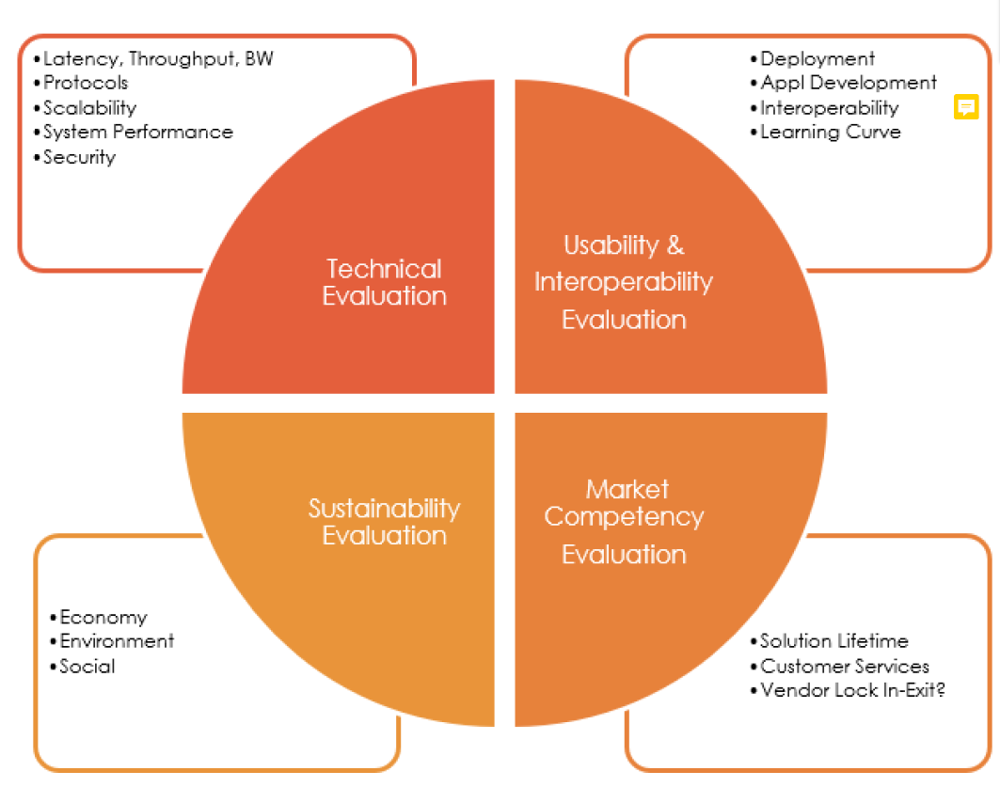 •Latency, Throughput, BW
•Protocols
•Scalability
•System Performance
•Security
•Deployment
•Appl Development
•Interoperability
•Learning Curve
Technical
Evaluation
Usability &
Interoperability
Evaluation
Sustainability
Evaluation
Market
Competency
Evaluation
•Economy
•Environment
•Social
•Solution Lifetime
•Customer Services
•Vendor Lock In-Exit?